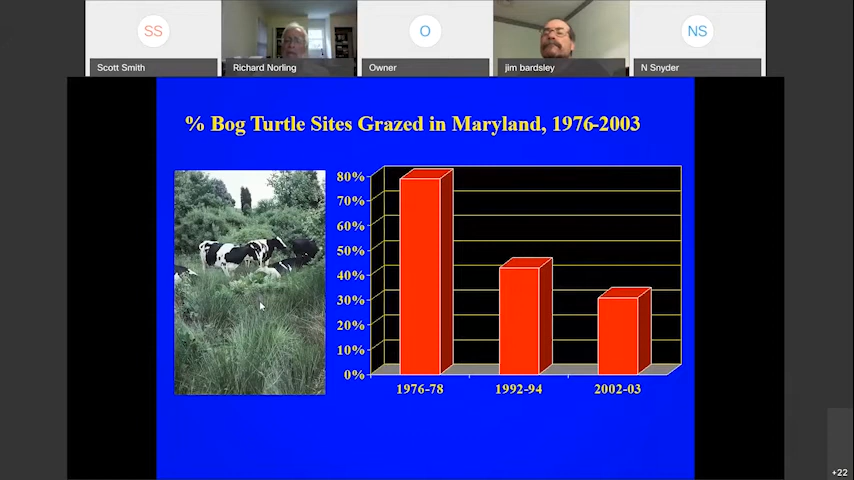 SS
O
NS
Scott Smith
Richard Norling
Owner
jim bardsley
N Snyder
% Bog Turtle Sites Grazed in Maryland, 1976-2003
80%
70%
60%
50%
40%
30%
20%
10%
0%
1976-78
1992-94
2002-03
+22